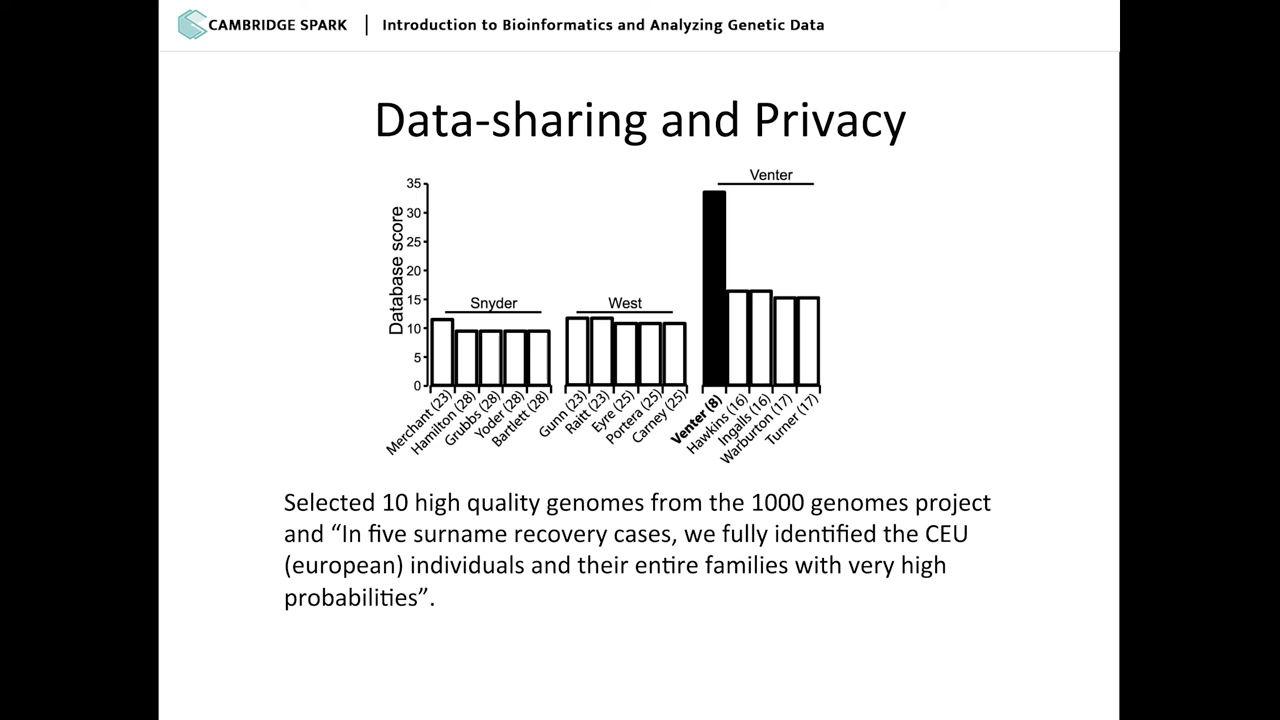 CAMBRIDGE SPARK | Introduction to Bioinformatics and Analyzing Genetic Data
Data-sharing and Privacy
Database score
35
30
25
20
15
10
5
0
Snyder
West
Venter
Merchant (23)
Hamilton (28)
Grubbs (28)
Yoder (28)
Bartlett (28)
Gunn (23)
Raitt (23)
Eyre (25)
Portera (25)
Carney (25)
Venter (8)
Hawkins (16)
Ingalls (16)
Warburton (17)
Turner (17)
Selected 10 high quality genomes from the 1000 genomes project
and “In five surname recovery cases, we fully identified the CEU
(european) individuals and their entire families with very high
probabilities”.